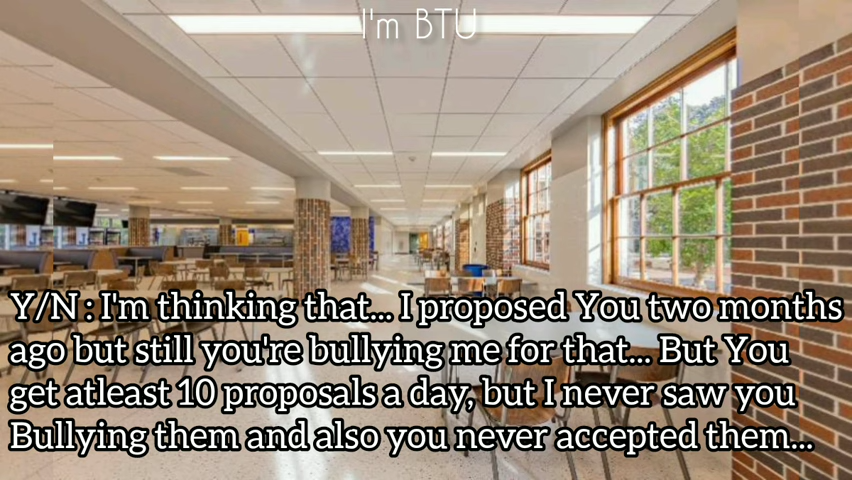 I'm BTU
Y/N : I'm thinking that... I proposed You two months
ago but still you're bullying me for that... But You
get atleast 10 proposals a day, but I never saw you
Bullying them and also you never accepted them...